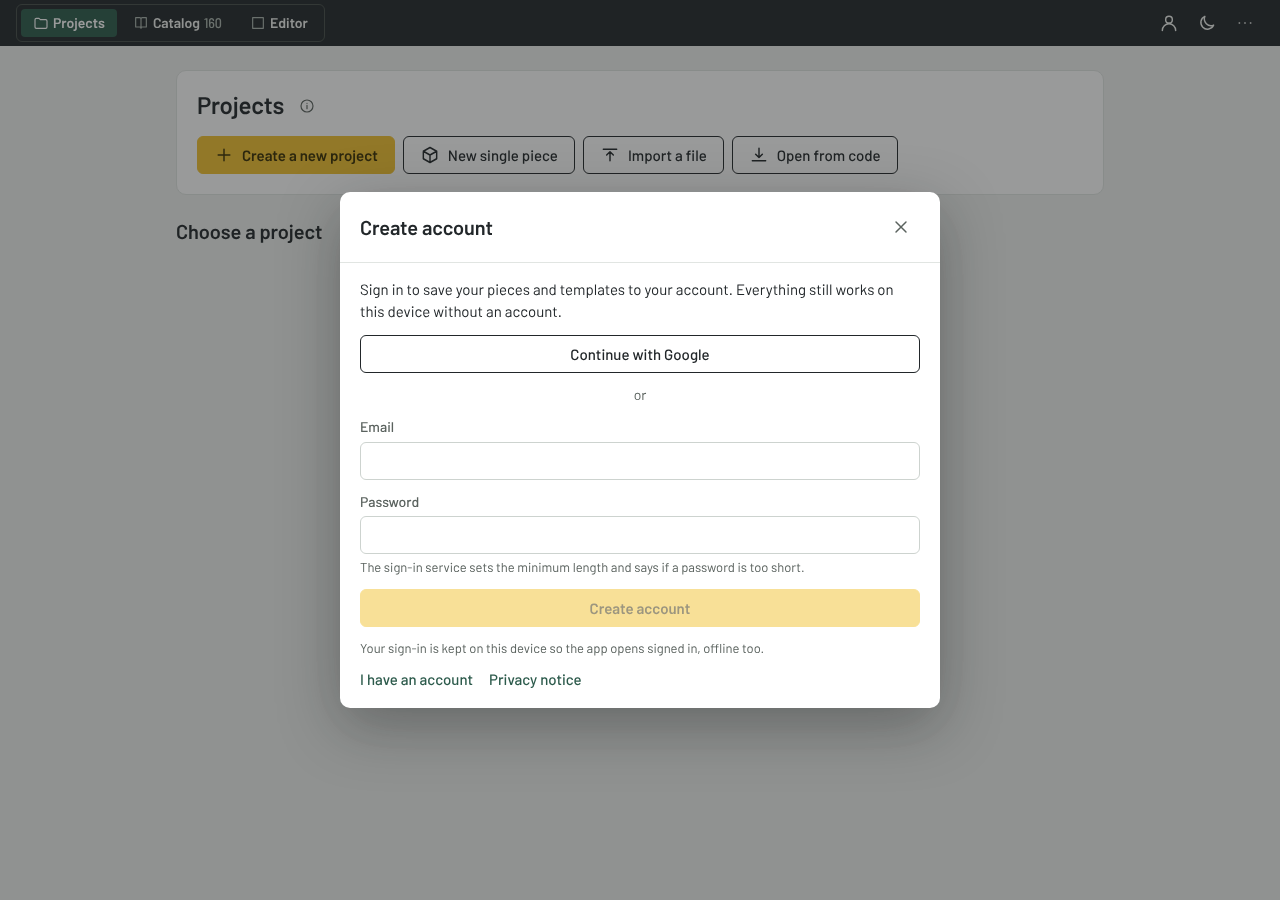 Projects
Catalog 160
Editor
Projects
Create a new project
New single piece
Import a file
Open from code
Choose a project
Create account
Sign in to save your pieces and templates to your account. Everything still works on
this device without an account.
Continue with Google
or
Email
Password
The sign-in service sets the minimum length and says if a password is too short.
Create account
Your sign-in is kept on this device so the app opens signed in, offline too.
I have an account
Privacy notice